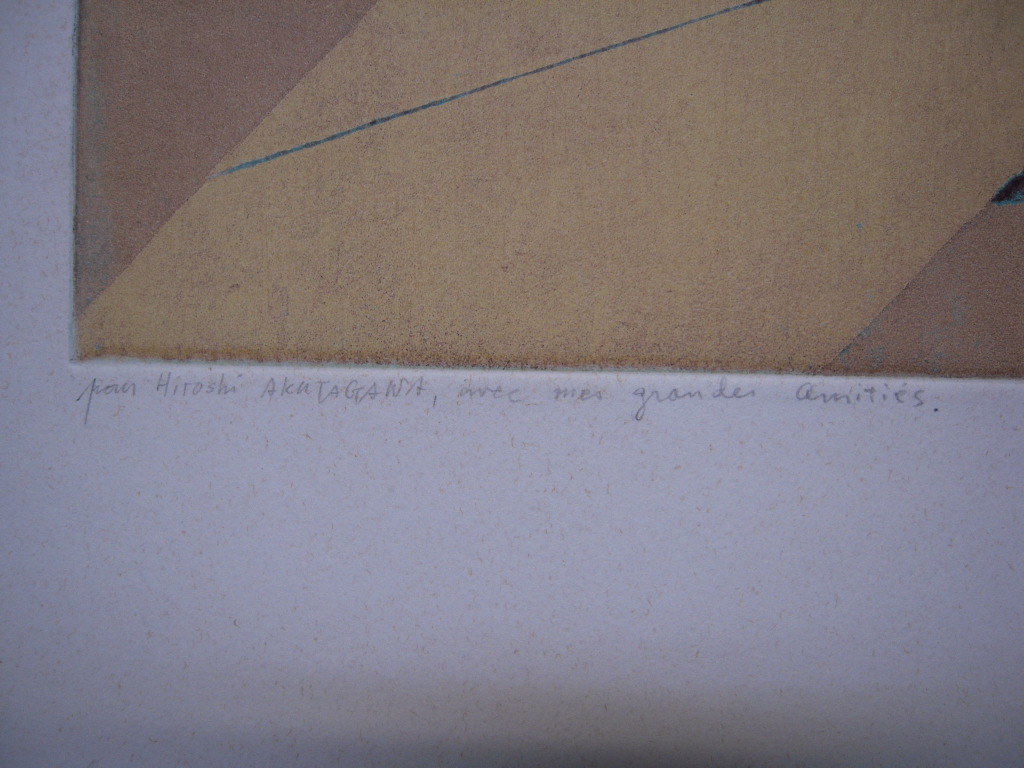 pour Hiroshi AKUTAGAWA, avec mes grandes amitiés.